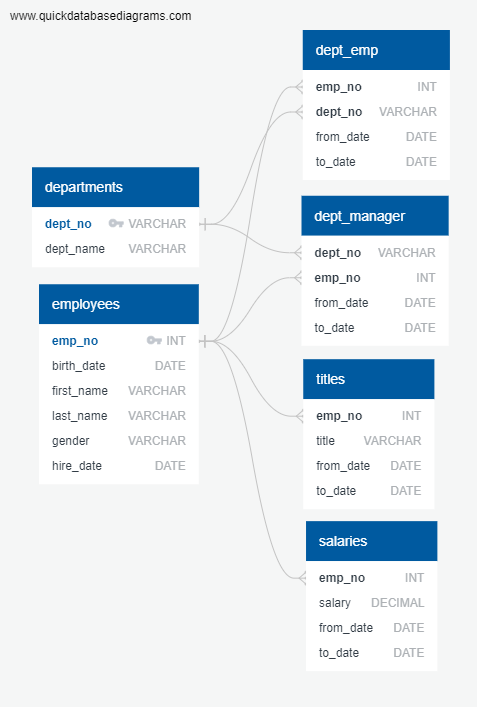 www.quickdatabasediagrams.com
departments
dept_no VARCHAR
dept_name VARCHAR
employees
emp_no INT
birth_date DATE
first_name VARCHAR
last_name VARCHAR
gender VARCHAR
hire_date DATE
dept_emp
emp_no INT
dept_no VARCHAR
from_date DATE
to_date DATE
dept_manager
dept_no VARCHAR
emp_no INT
from_date DATE
to_date DATE
titles
emp_no INT
title VARCHAR
from_date DATE
to_date DATE
salaries
emp_no INT
salary DECIMAL
from_date DATE
to_date DATE